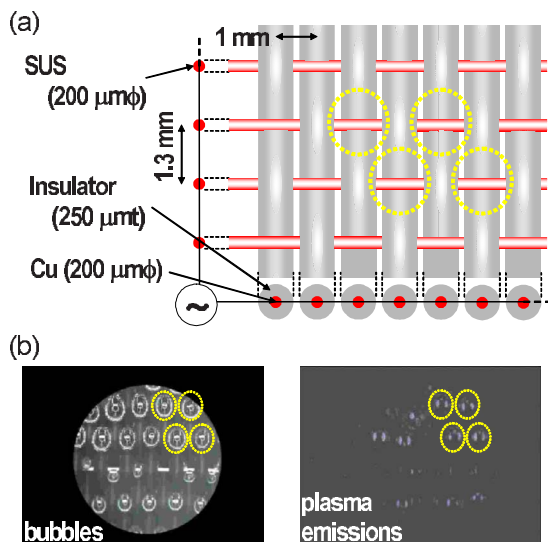 (a)
1 mm
SUS
(200 μmϕ)
1.3 mm
Insulator
(250 μmt)
Cu (200 μmϕ)
~
(b)
bubbles
plasma
emissions